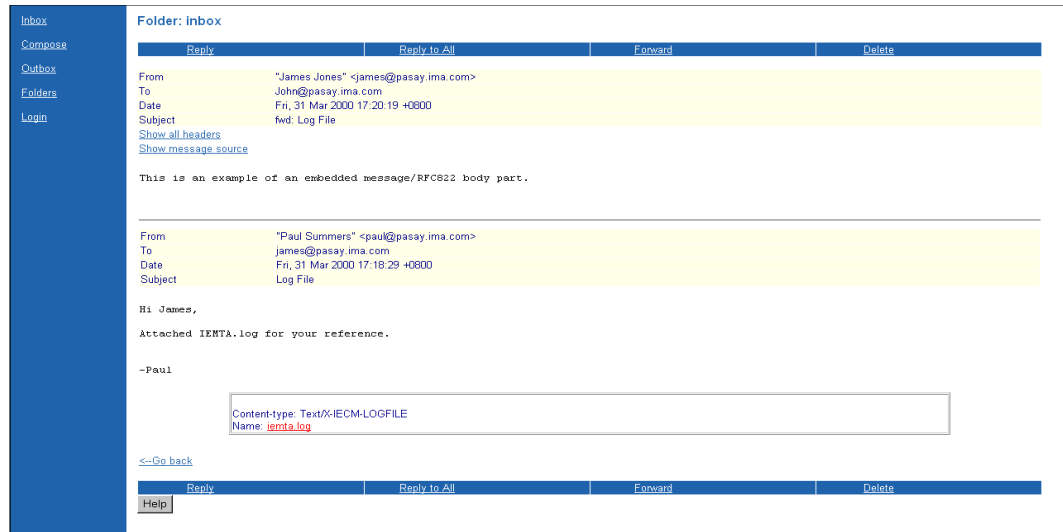 Inbox
Compose
Outbox
Folders
Login
Folder: inbox
Reply Reply to All Forward Delete
From "James Jones" <james@pasay.ima.com>
To John@pasay.ima.com
Date Fri, 31 Mar 2000 17:20:19 +0800
Subject fwd: Log File
Show all headers
Show message source
This is an example of an embedded message/RFC822 body part.
From "Paul Summers" <paul@pasay.ima.com>
To james@pasay.ima.com
Date Fri, 31 Mar 2000 17:18:29 +0800
Subject Log File
Hi James,
Attached IEMTA.log for your reference.
-Paul
Content-type: Text/X-IECM-LOGFILE
Name: iemta.log
<--Go back
Reply Reply to All Forward Delete
Help